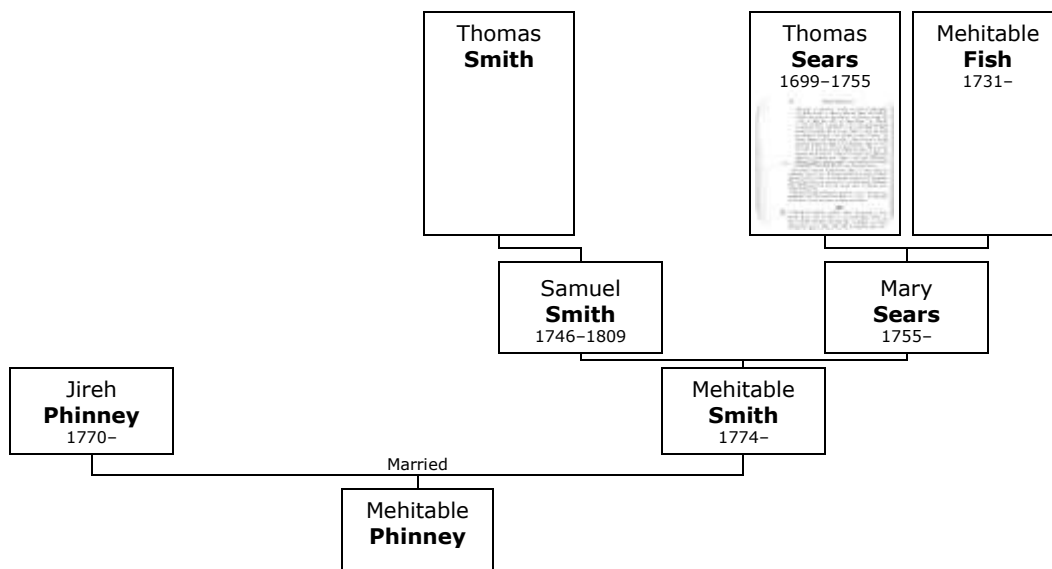 Thomas
Smith
Thomas
Sears
1699–1755
Mehitable
Fish
1731–
Samuel
Smith
1746–1809
Mary
Sears
1755–
Jireh
Phinney
1770–
Mehitable
Smith
1774–
Married
Mehitable
Phinney